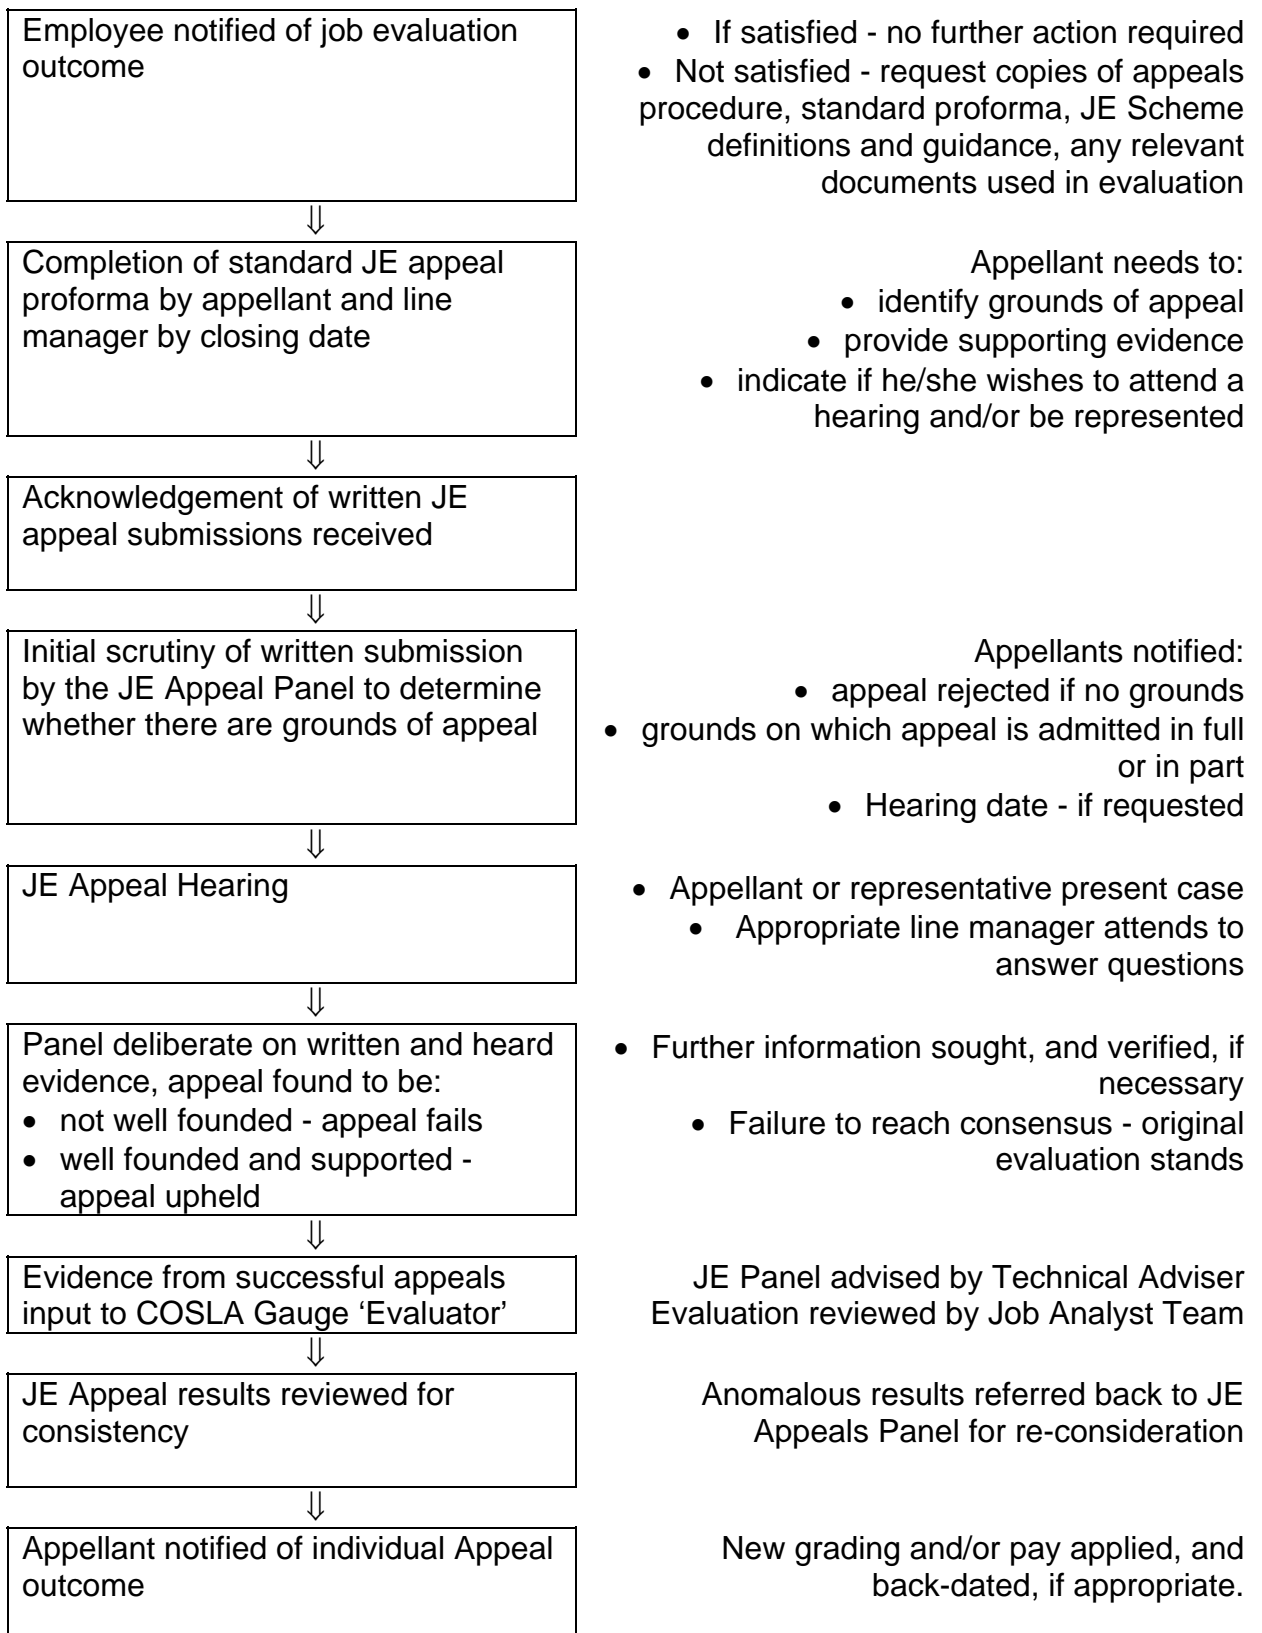 Employee notified of job evaluation
outcome
• If satisfied - no further action required
• Not satisfied - request copies of appeals
procedure, standard proforma, JE Scheme
definitions and guidance, any relevant
documents used in evaluation
⇓
Completion of standard JE appeal
proforma by appellant and line
manager by closing date
Appellant needs to:
• identify grounds of appeal
• provide supporting evidence
• indicate if he/she wishes to attend a
hearing and/or be represented
⇓
Acknowledgement of written JE
appeal submissions received
⇓
Initial scrutiny of written submission
by the JE Appeal Panel to determine
whether there are grounds of appeal
Appellants notified:
• appeal rejected if no grounds
• grounds on which appeal is admitted in full
or in part
• Hearing date - if requested
⇓
JE Appeal Hearing
• Appellant or representative present case
• Appropriate line manager attends to
answer questions
⇓
Panel deliberate on written and heard
evidence, appeal found to be:
• not well founded - appeal fails
• well founded and supported -
appeal upheld
• Further information sought, and verified, if
necessary
• Failure to reach consensus - original
evaluation stands
⇓
Evidence from successful appeals
input to COSLA Gauge ‘Evaluator’
JE Panel advised by Technical Adviser
Evaluation reviewed by Job Analyst Team
⇓
JE Appeal results reviewed for
consistency
Anomalous results referred back to JE
Appeals Panel for re-consideration
⇓
Appellant notified of individual Appeal
outcome
New grading and/or pay applied, and
back-dated, if appropriate.